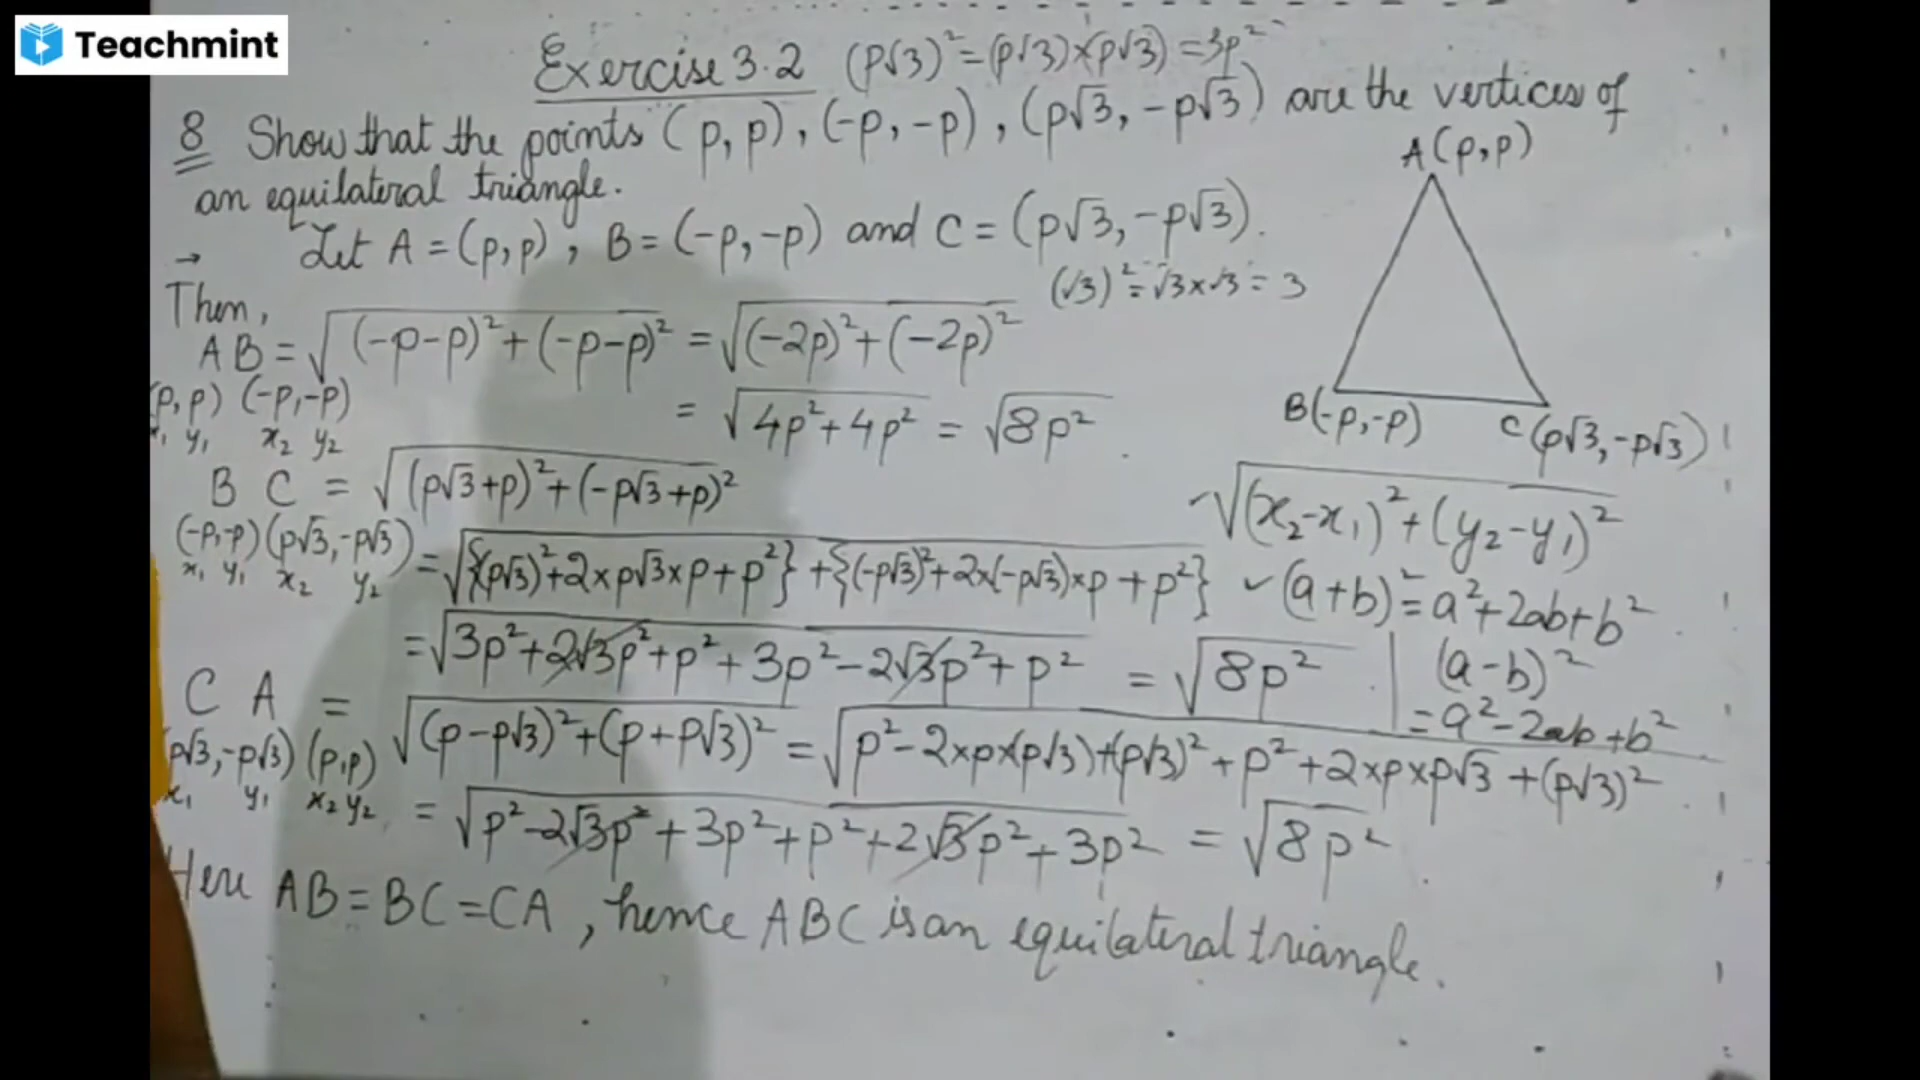 Teachmint
Exercise 3.2 (p√3)² = (p√3)×(p√3) = 3p²
8 Show that the points (p, p), (-p, -p), (p√3, -p√3) are the vertices of
an equilateral triangle.
A(p,p)
→ Let A = (p,p), B = (-p, -p) and C = (p√3, -p√3).
(√3)² = √3×√3 = 3
Then,
AB = √(-p-p)² + (-p-p)² = √(-2p)² + (-2p)²
(p, p) (-p,-p)
x₁ y₁ x₂ y₂
= √4p² + 4p² = √8p².
B(-p,-p) C(p√3, -p√3)
BC = √(p√3+p)² + (-p√3+p)²
√(x₂-x₁)² + (y₂-y₁)²
(-p,-p) (p√3,-p√3)
x₁ y₁ x₂ y₂
= √{(p√3)² + 2×p√3×p + p²} + {(-p√3)² + 2×(-p√3)×p + p²}
(a+b)² = a² + 2ab + b²
= √3p² + 2√3p² + p² + 3p² - 2√3p² + p² = √8p².
(a-b)²
= a² - 2ab + b²
CA = √(p-p√3)² + (p+p√3)² = √p² - 2×p×(p√3) + (p√3)² + p² + 2×p×p√3 + (p√3)²
(p√3, -p√3) (p,p)
x₁ y₁ x₂ y₂
= √p² - 2√3p² + 3p² + p² + 2√3p² + 3p² = √8p².
Here AB = BC = CA, hence ABC is an equilateral triangle.